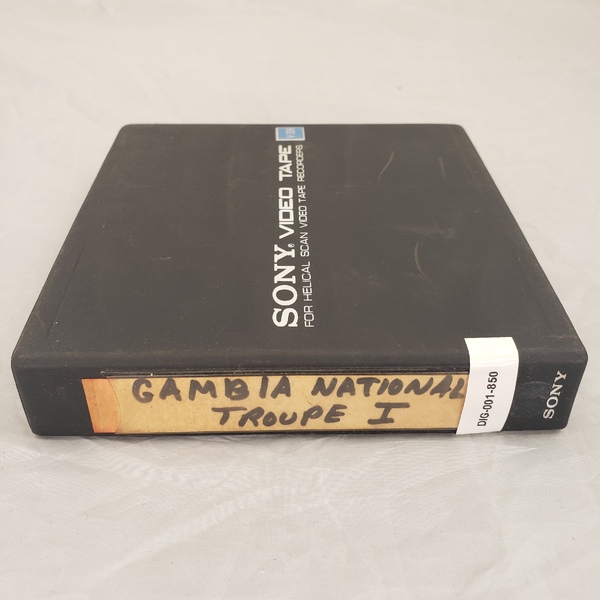 SONY® VIDEO TAPE
FOR HELICAL SCAN VIDEO TAPE RECORDERS
GAMBIA NATIONAL
TROUPE I
DIG-001-850
SONY